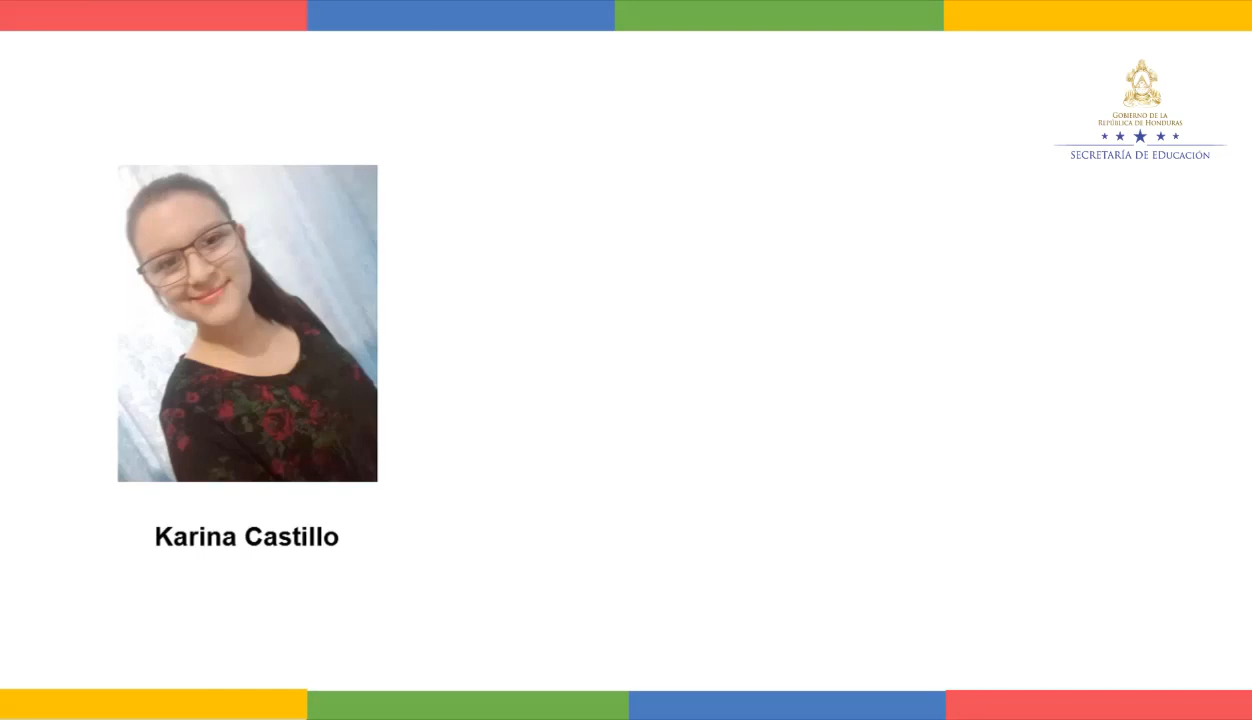 GOBIERNO DE LA
REPÚBLICA DE HONDURAS
SECRETARÍA DE EDUCACIÓN
Karina Castillo